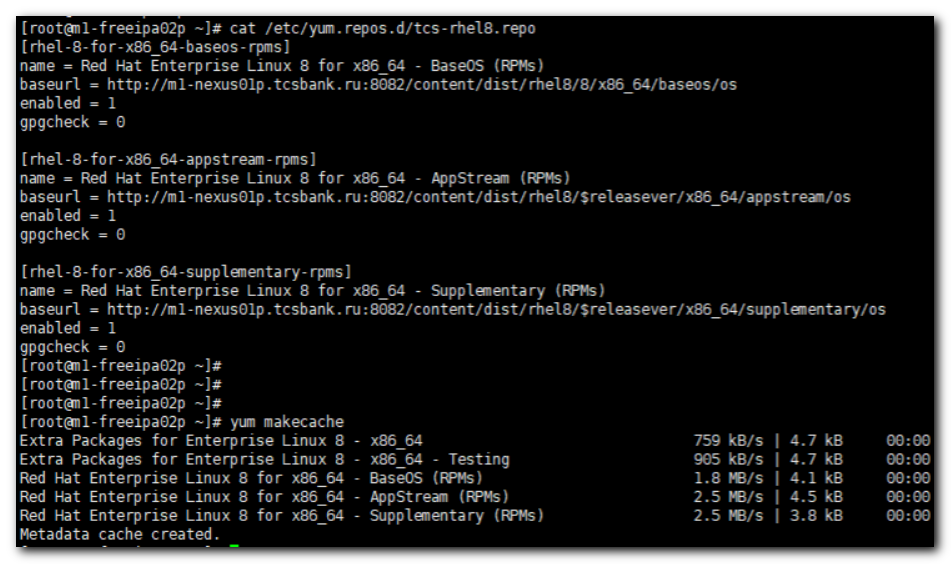 [root@m1-freeipa02p ~]# cat /etc/yum.repos.d/tcs-rhel8.repo
[rhel-8-for-x86_64-baseos-rpms]
name = Red Hat Enterprise Linux 8 for x86_64 - BaseOS (RPMs)
baseurl = http://m1-nexus01p.tcsbank.ru:8082/content/dist/rhel8/8/x86_64/baseos/os
enabled = 1
gpgcheck = 0
[rhel-8-for-x86_64-appstream-rpms]
name = Red Hat Enterprise Linux 8 for x86_64 - AppStream (RPMs)
baseurl = http://m1-nexus01p.tcsbank.ru:8082/content/dist/rhel8/$releasever/x86_64/appstream/os
enabled = 1
gpgcheck = 0
[rhel-8-for-x86_64-supplementary-rpms]
name = Red Hat Enterprise Linux 8 for x86_64 - Supplementary (RPMs)
baseurl = http://m1-nexus01p.tcsbank.ru:8082/content/dist/rhel8/$releasever/x86_64/supplementary/os
enabled = 1
gpgcheck = 0
[root@m1-freeipa02p ~]#
[root@m1-freeipa02p ~]#
[root@m1-freeipa02p ~]#
[root@m1-freeipa02p ~]# yum makecache
Extra Packages for Enterprise Linux 8 - x86_64 759 kB/s | 4.7 kB 00:00
Extra Packages for Enterprise Linux 8 - x86_64 - Testing 905 kB/s | 4.7 kB 00:00
Red Hat Enterprise Linux 8 for x86_64 - BaseOS (RPMs) 1.8 MB/s | 4.1 kB 00:00
Red Hat Enterprise Linux 8 for x86_64 - AppStream (RPMs) 2.5 MB/s | 4.5 kB 00:00
Red Hat Enterprise Linux 8 for x86_64 - Supplementary (RPMs) 2.5 MB/s | 3.8 kB 00:00
Metadata cache created.